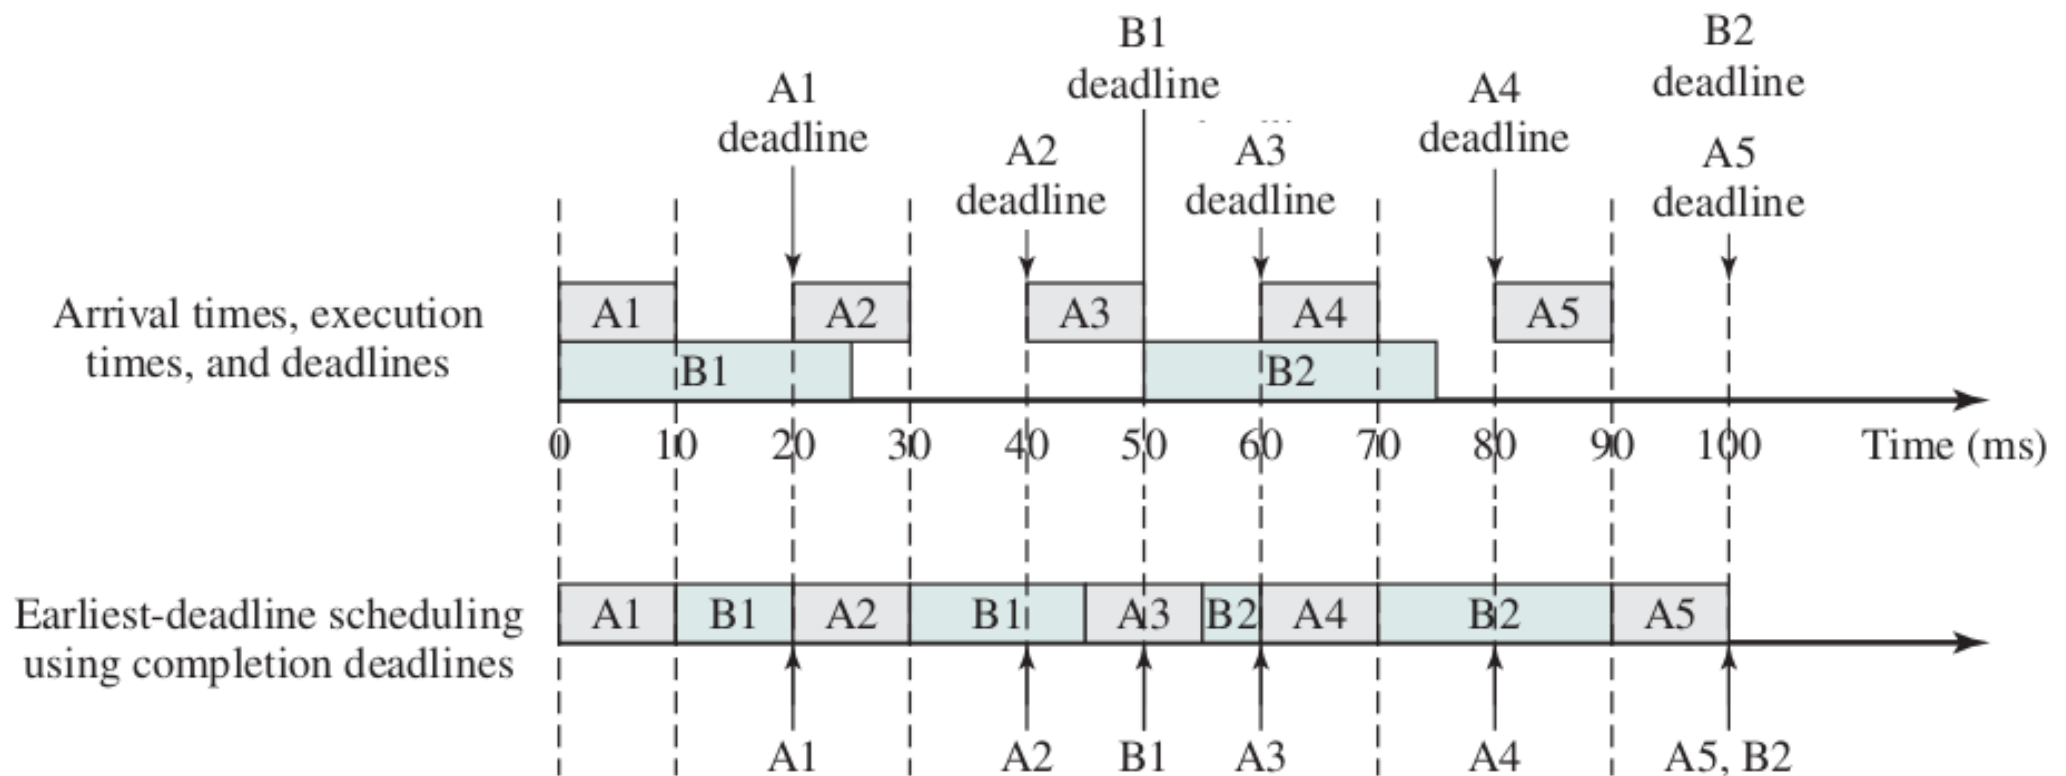 B1
deadline
B2
deadline
A1
deadline
A4
deadline
A2
deadline
A3
deadline
A5
deadline
Arrival times, execution
times, and deadlines
A1
A2
A3
A4
A5
B1
B2
0 10 20 30 40 50 60 70 80 90 100 Time (ms)
Earliest-deadline scheduling
using completion deadlines
A1 B1 A2 B1 A3 B2 A4 B2 A5
A1 A2 B1 A3 A4 A5, B2